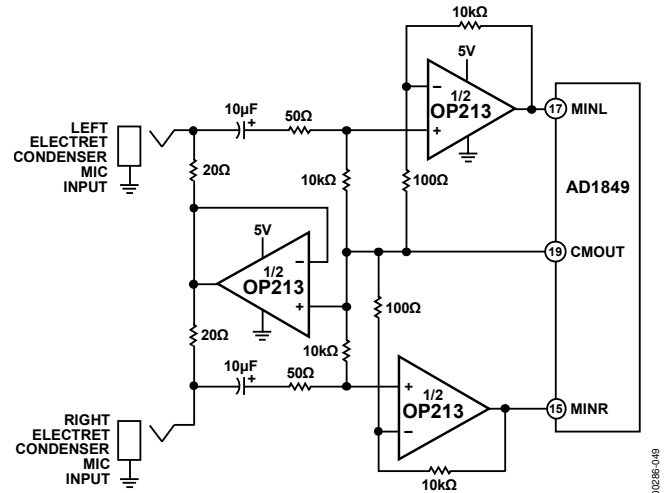 10kΩ
5V
−
1/2
OP213
+
17 MINL
10µF
+
50Ω
LEFT
ELECTRET
CONDENSER
MIC
INPUT
20Ω
10kΩ
100Ω
AD1849
5V
−
1/2
OP213
+
19 CMOUT
100Ω
20Ω
10kΩ
10µF
+
50Ω
+
1/2
OP213
−
15 MINR
RIGHT
ELECTRET
CONDENSER
MIC
INPUT
10kΩ
00286-049